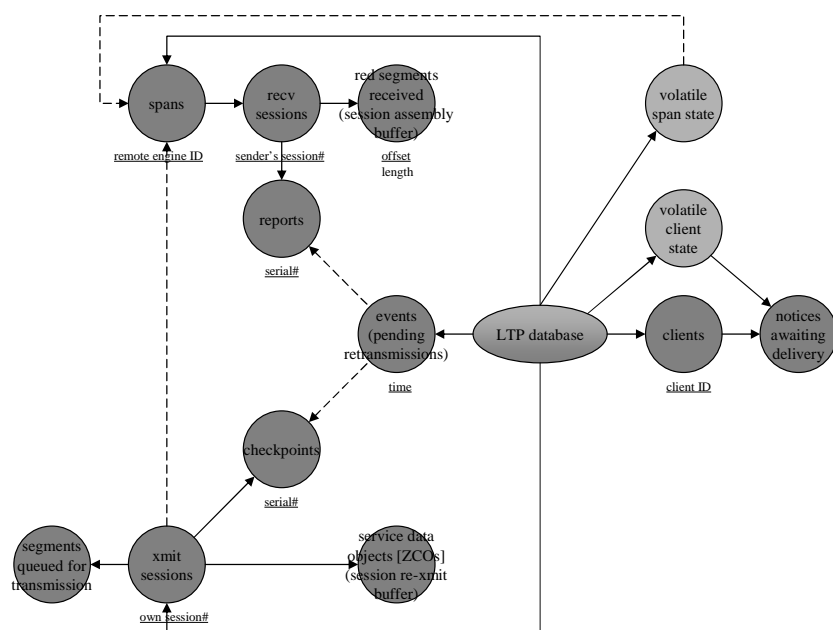 spans
remote engine ID
recv
sessions
sender's session#
red segments
received
(session assembly
buffer)
offset
length
volatile
span state
reports
serial#
volatile
client
state
events
(pending
retransmissions)
time
LTP database
clients
client ID
notices
awaiting
delivery
checkpoints
serial#
segments
queued for
transmission
xmit
sessions
own session#
service data
objects [ZCOs]
(session re-xmit
buffer)